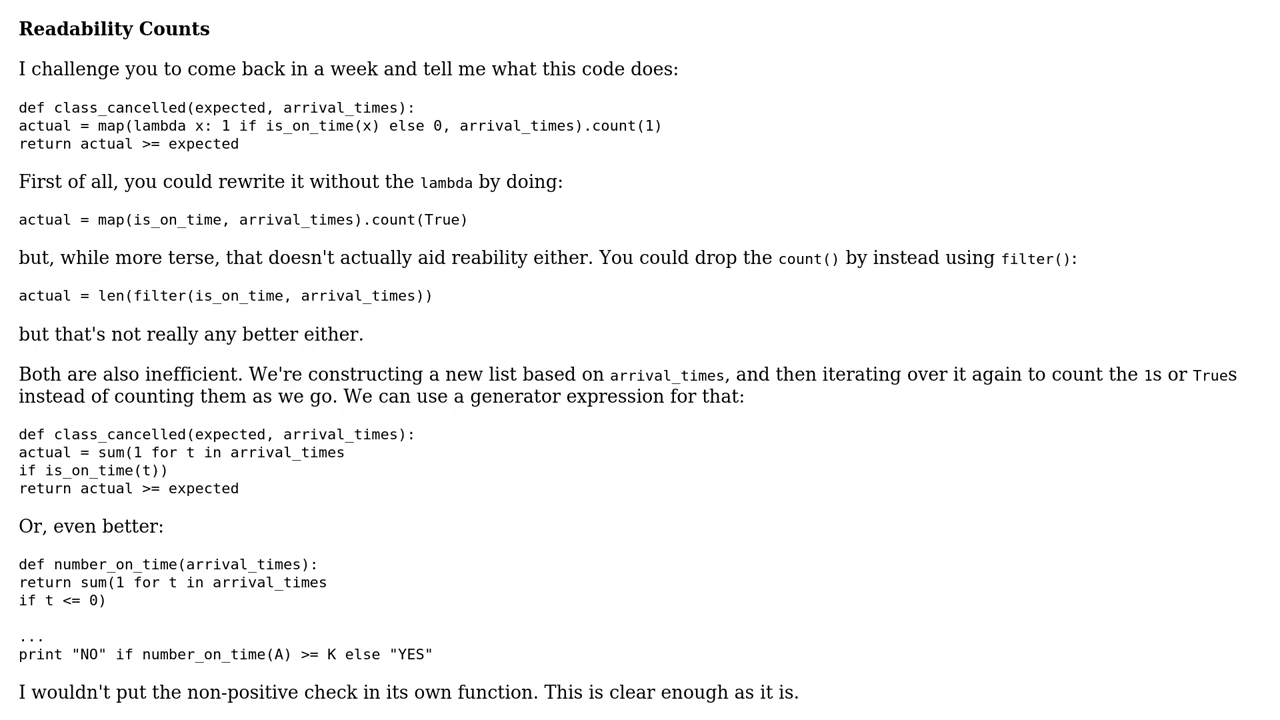 Readability Counts
I challenge you to come back in a week and tell me what this code does:
def class_cancelled(expected, arrival_times):
actual = map(lambda x: 1 if is_on_time(x) else 0, arrival_times).count(1)
return actual >= expected
First of all, you could rewrite it without the lambda by doing:
actual = map(is_on_time, arrival_times).count(True)
but, while more terse, that doesn't actually aid reability either. You could drop the count() by instead using filter():
actual = len(filter(is_on_time, arrival_times))
but that's not really any better either.
Both are also inefficient. We're constructing a new list based on arrival_times, and then iterating over it again to count the 1s or Trues
instead of counting them as we go. We can use a generator expression for that:
def class_cancelled(expected, arrival_times):
actual = sum(1 for t in arrival_times
if is_on_time(t))
return actual >= expected
Or, even better:
def number_on_time(arrival_times):
return sum(1 for t in arrival_times
if t <= 0)
...
print "NO" if number_on_time(A) >= K else "YES"
I wouldn't put the non-positive check in its own function. This is clear enough as it is.